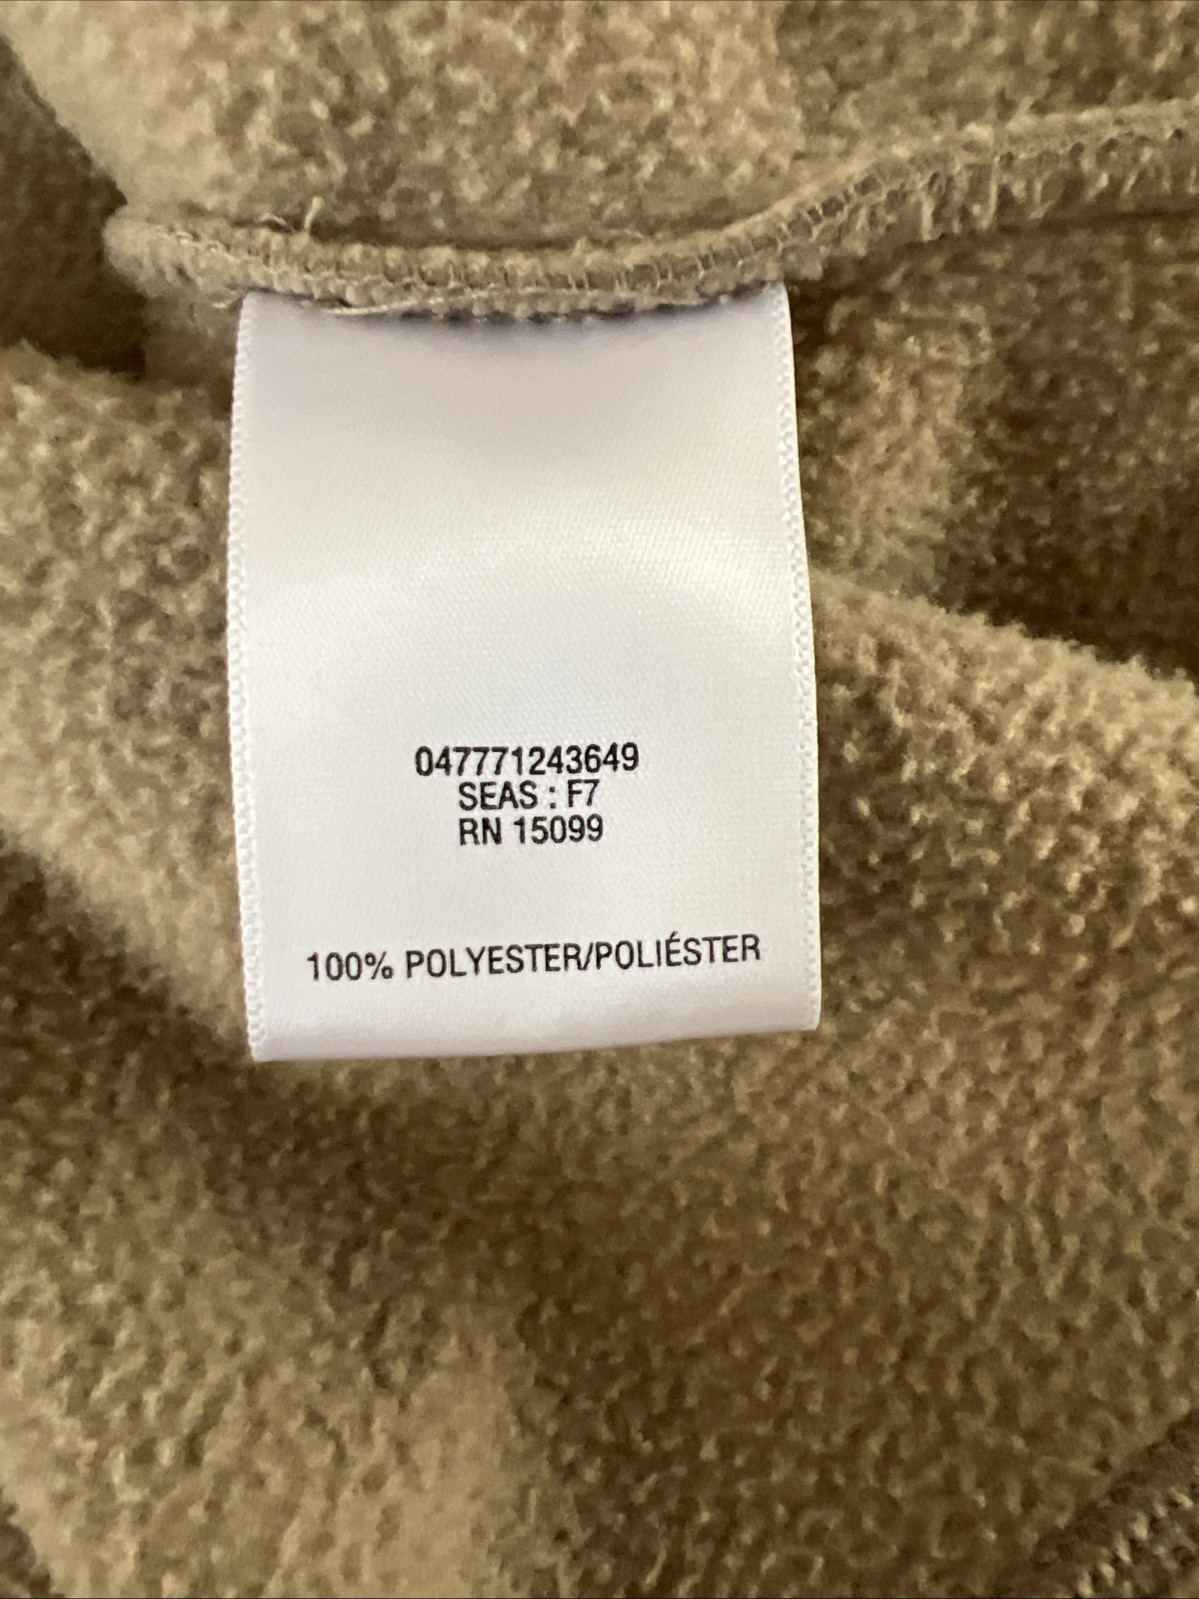 047771243649
SEAS : F7
RN 15099
100% POLYESTER/POLIÉSTER